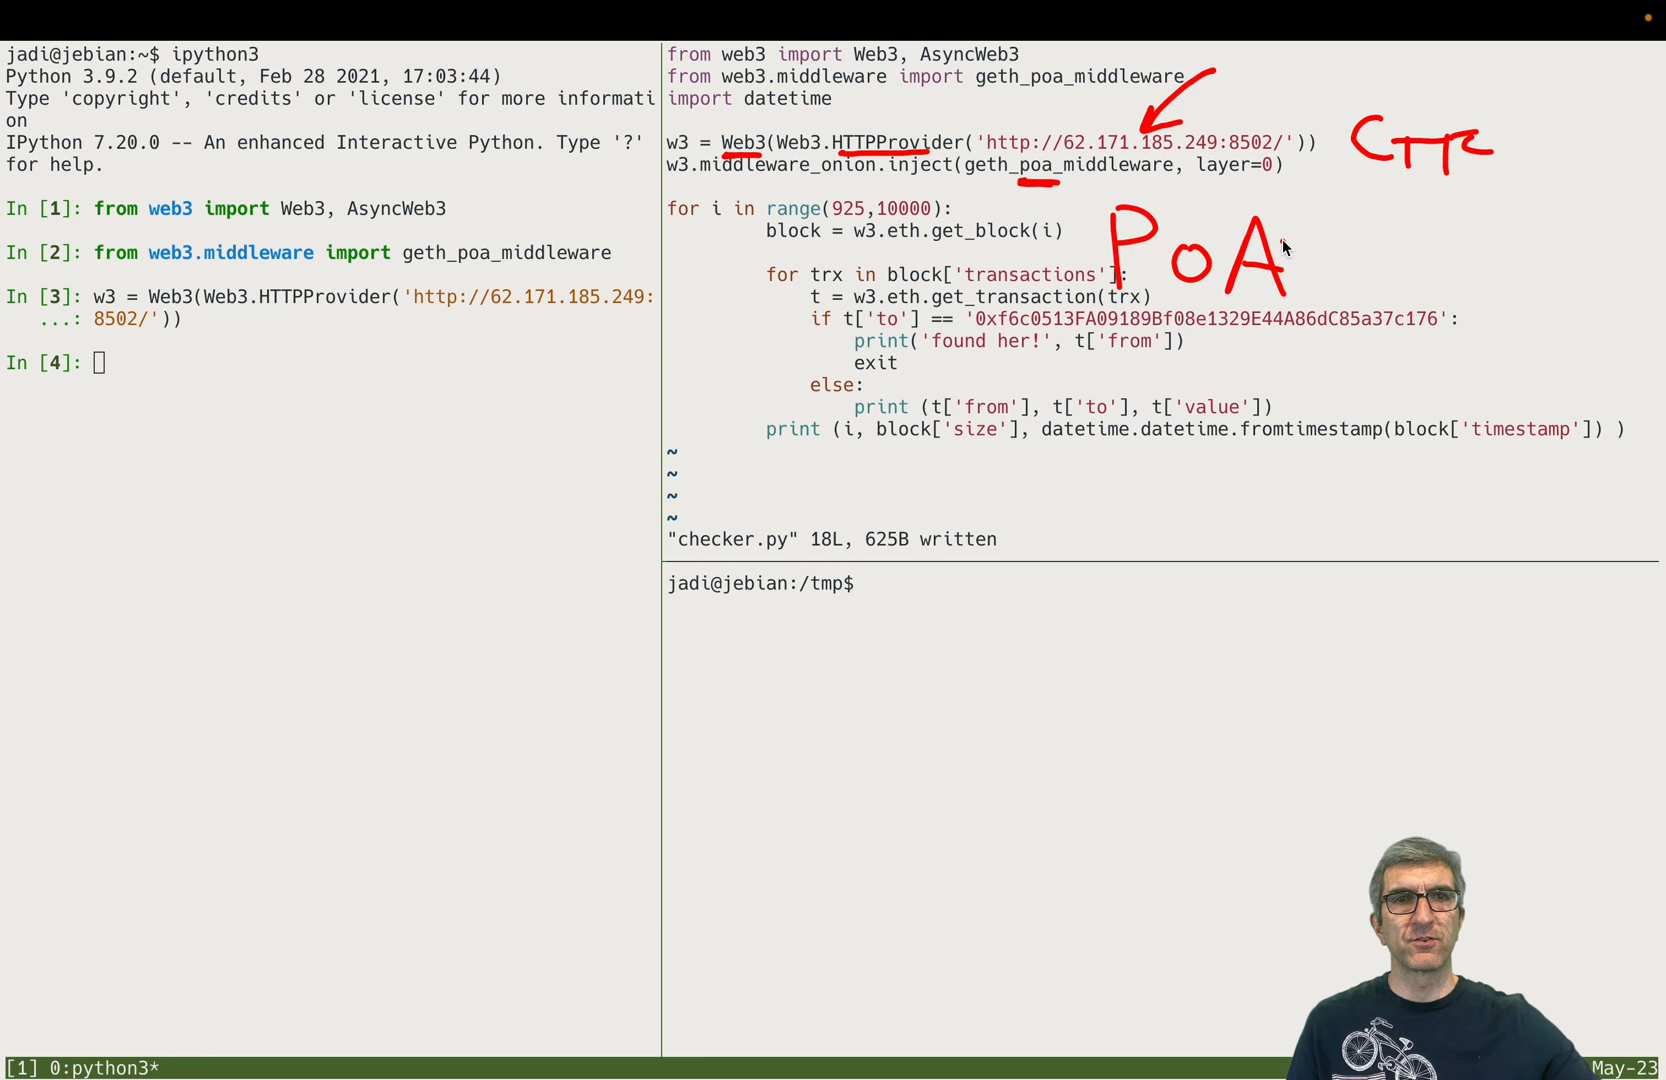 jadi@jebian:~$ ipython3
Python 3.9.2 (default, Feb 28 2021, 17:03:44)
Type 'copyright', 'credits' or 'license' for more informati
on
IPython 7.20.0 -- An enhanced Interactive Python. Type '?'
for help.
In [1]: from web3 import Web3, AsyncWeb3
In [2]: from web3.middleware import geth_poa_middleware
In [3]: w3 = Web3(Web3.HTTPProvider('http://62.171.185.249:
   ...: 8502/'))
In [4]:
from web3 import Web3, AsyncWeb3
from web3.middleware import geth_poa_middleware
import datetime
w3 = Web3(Web3.HTTPProvider('http://62.171.185.249:8502/'))
w3.middleware_onion.inject(geth_poa_middleware, layer=0)
for i in range(925,10000):
        block = w3.eth.get_block(i)
        for trx in block['transactions']:
            t = w3.eth.get_transaction(trx)
            if t['to'] == '0xf6c0513FA09189Bf08e1329E44A86dC85a37c176':
                print('found her!', t['from'])
                exit
            else:
                print (t['from'], t['to'], t['value'])
        print (i, block['size'], datetime.datetime.fromtimestamp(block['timestamp']) )
~
~
~
~
"checker.py" 18L, 625B written
PoA
jadi@jebian:/tmp$
[1] 0:python3*
May-23